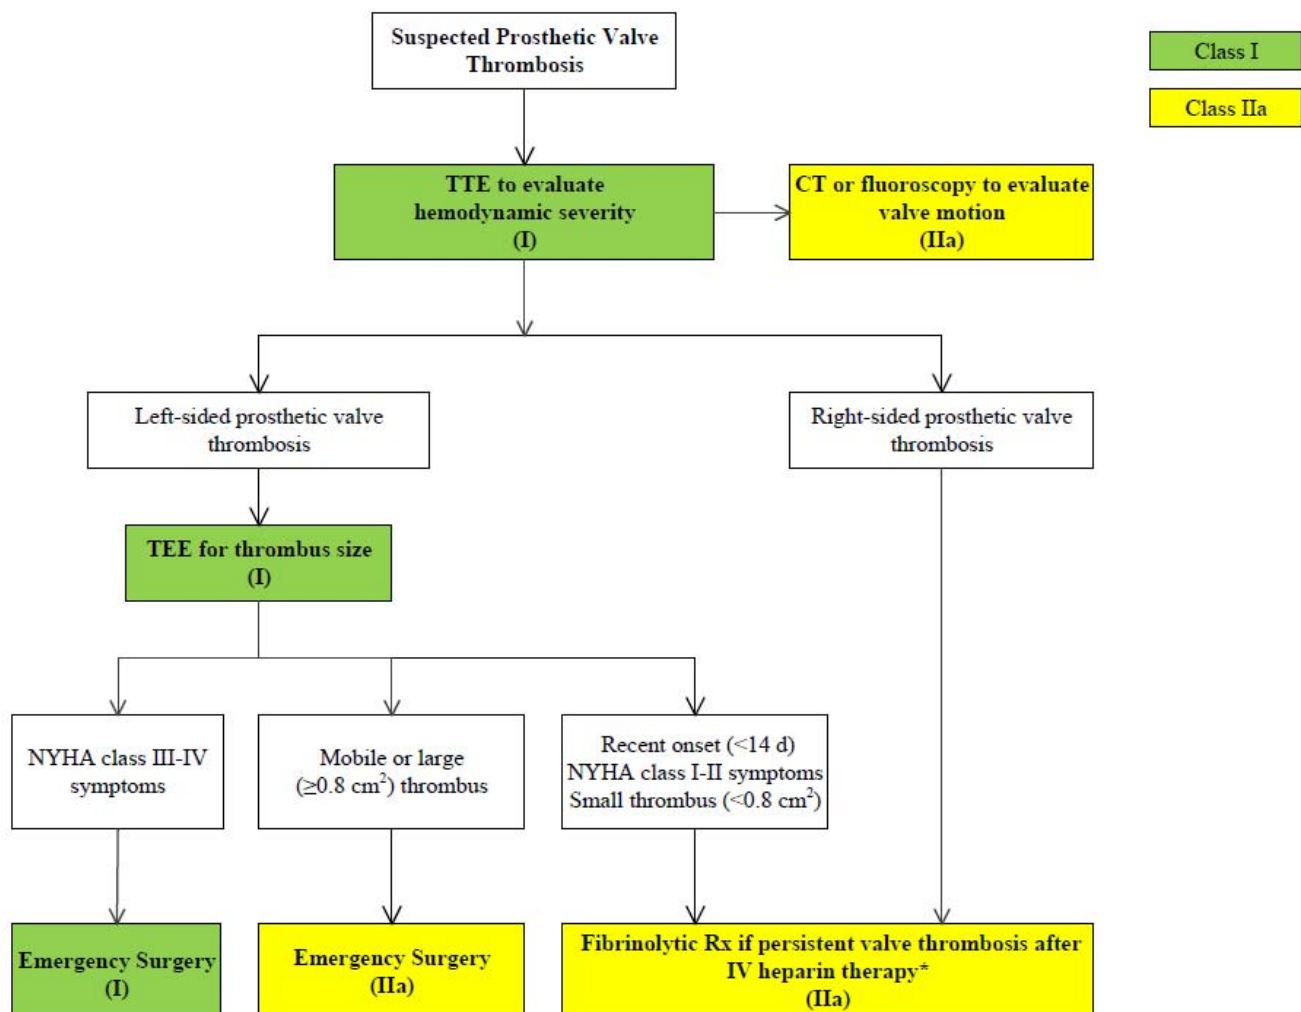 Suspected Prosthetic Valve
Thrombosis
Class I
Class IIa
TTE to evaluate
hemodynamic severity
(I)
CT or fluoroscopy to evaluate
valve motion
(IIa)
Left-sided prosthetic valve
thrombosis
Right-sided prosthetic valve
thrombosis
TEE for thrombus size
(I)
NYHA class III-IV
symptoms
Mobile or large
(≥0.8 cm²) thrombus
Recent onset (<14 d)
NYHA class I-II symptoms
Small thrombus (<0.8 cm²)
Emergency Surgery
(I)
Emergency Surgery
(IIa)
Fibrinolytic Rx if persistent valve thrombosis after
IV heparin therapy*
(IIa)